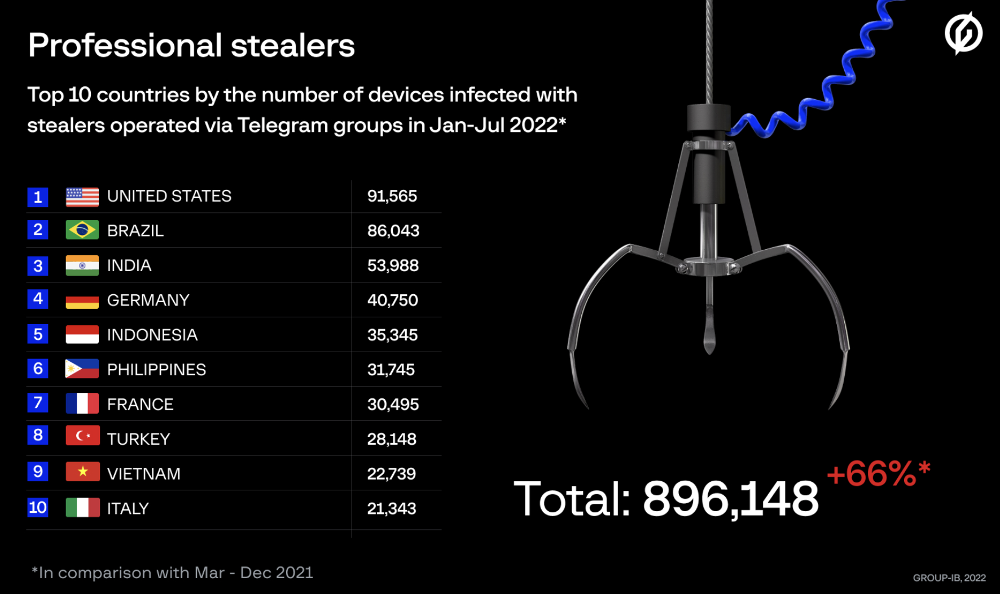 Professional stealers
Top 10 countries by the number of devices infected with
stealers operated via Telegram groups in Jan-Jul 2022*
1 UNITED STATES 91,565
2 BRAZIL 86,043
3 INDIA 53,988
4 GERMANY 40,750
5 INDONESIA 35,345
6 PHILIPPINES 31,745
7 FRANCE 30,495
8 TURKEY 28,148
9 VIETNAM 22,739
10 ITALY 21,343
Total: 896,148 +66%*
*In comparison with Mar - Dec 2021
GROUP-IB, 2022